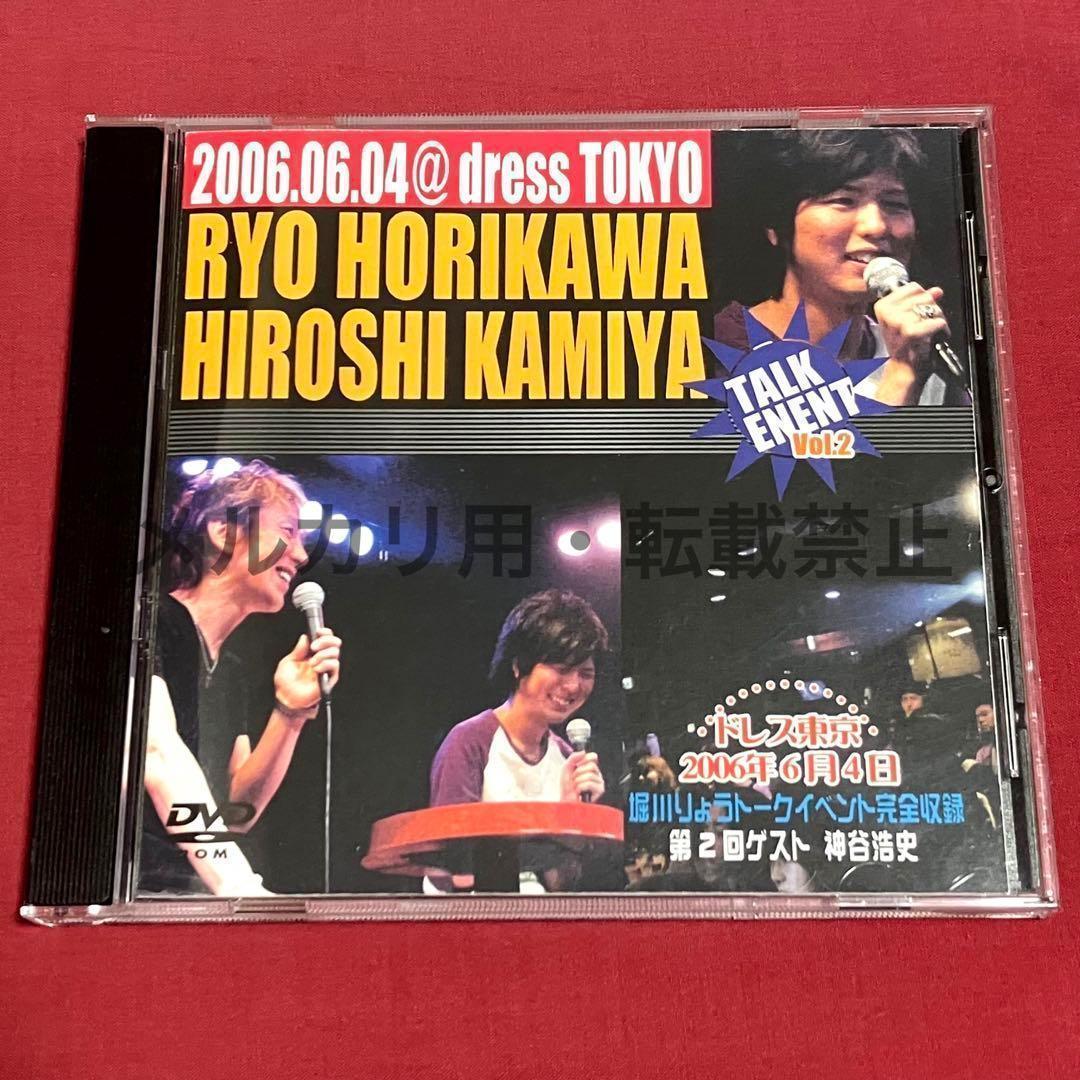 2006.06.04@ dress TOKYO
RYO HORIKAWA
HIROSHI KAMIYA
TALK
ENENT
Vol.2
メルカリ用・転載禁止
・ドレス東京・
2006年6月4日
堀川りょうトークイベント完全収録
第2回ゲスト 神谷浩史
DVD
ROM